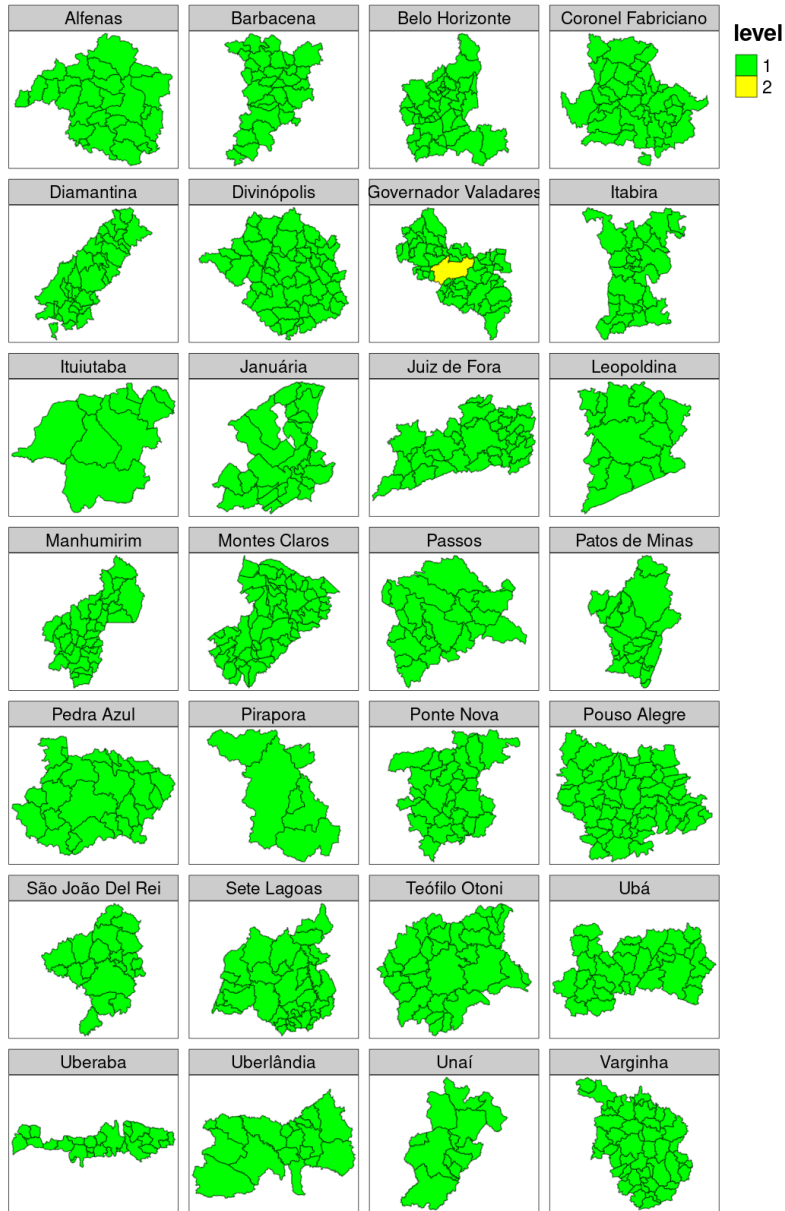 Alfenas
Barbacena
Belo Horizonte
Coronel Fabriciano
level
1
2
Diamantina
Divinópolis
Governador Valadares
Itabira
Ituiutaba
Januária
Juiz de Fora
Leopoldina
Manhumirim
Montes Claros
Passos
Patos de Minas
Pedra Azul
Pirapora
Ponte Nova
Pouso Alegre
São João Del Rei
Sete Lagoas
Teófilo Otoni
Ubá
Uberaba
Uberlândia
Unaí
Varginha